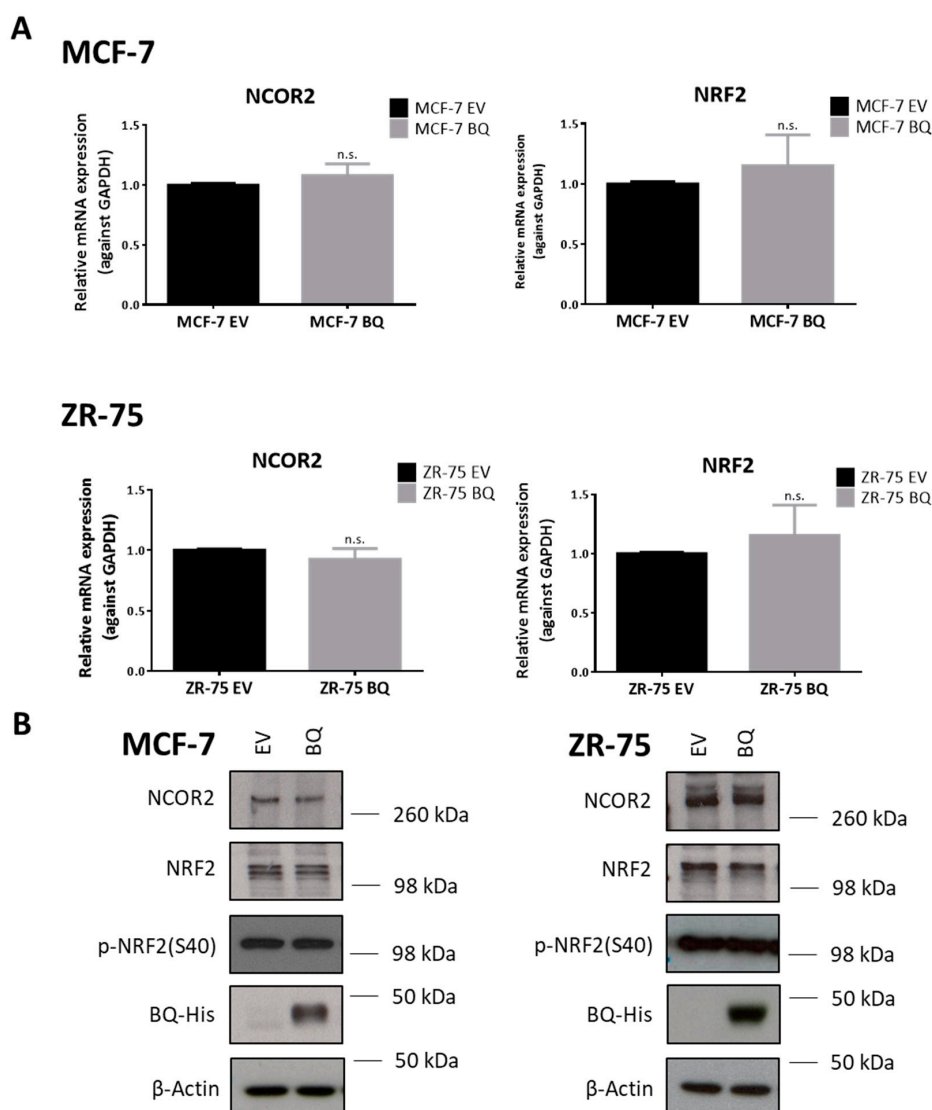 A
MCF-7
NCOR2
MCF-7 EV
MCF-7 BQ
Relative mRNA expression
(against GAPDH)
1.5
1.0
0.5
0.0
n.s.
MCF-7 EV
MCF-7 BQ
NRF2
MCF-7 EV
MCF-7 BQ
Relative mRNA expression
(against GAPDH)
1.5
1.0
0.5
0.0
n.s.
MCF-7 EV
MCF-7 BQ
ZR-75
NCOR2
ZR-75 EV
ZR-75 BQ
Relative mRNA expression
(against GAPDH)
1.5
1.0
0.5
0.0
n.s.
ZR-75 EV
ZR-75 BQ
NRF2
ZR-75 EV
ZR-75 BQ
Relative mRNA expression
(against GAPDH)
1.5
1.0
0.5
0.0
n.s.
ZR-75 EV
ZR-75 BQ
B
MCF-7
EV
BQ
NCOR2
260 kDa
NRF2
98 kDa
p-NRF2(S40)
98 kDa
50 kDa
BQ-His
50 kDa
β-Actin
ZR-75
EV
BQ
NCOR2
260 kDa
NRF2
98 kDa
p-NRF2(S40)
98 kDa
50 kDa
BQ-His
50 kDa
β-Actin